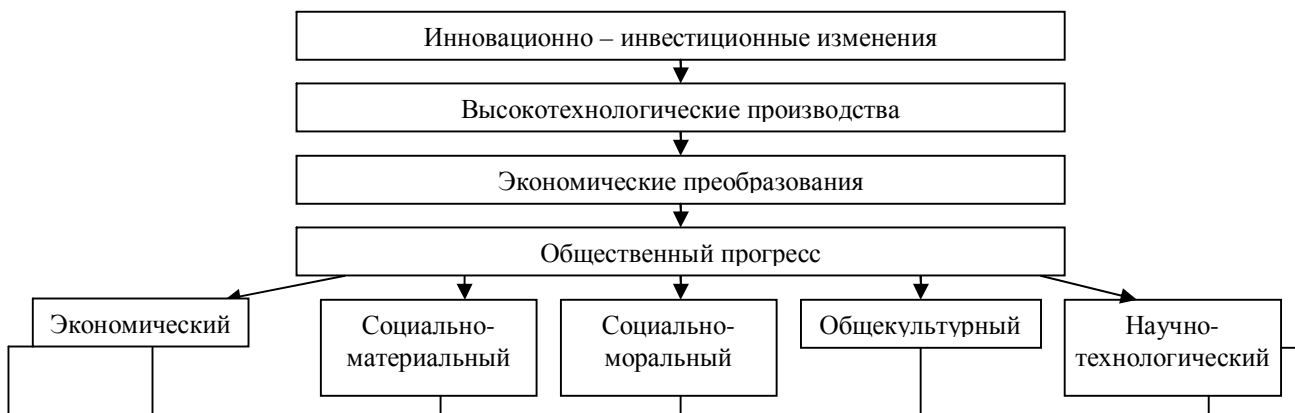 Инновационно – инвестиционные изменения
Высокотехнологические производства
Экономические преобразования
Общественный прогресс
Экономический
Социально-
материальный
Социально-
моральный
Общекультурный
Научно-
технологический